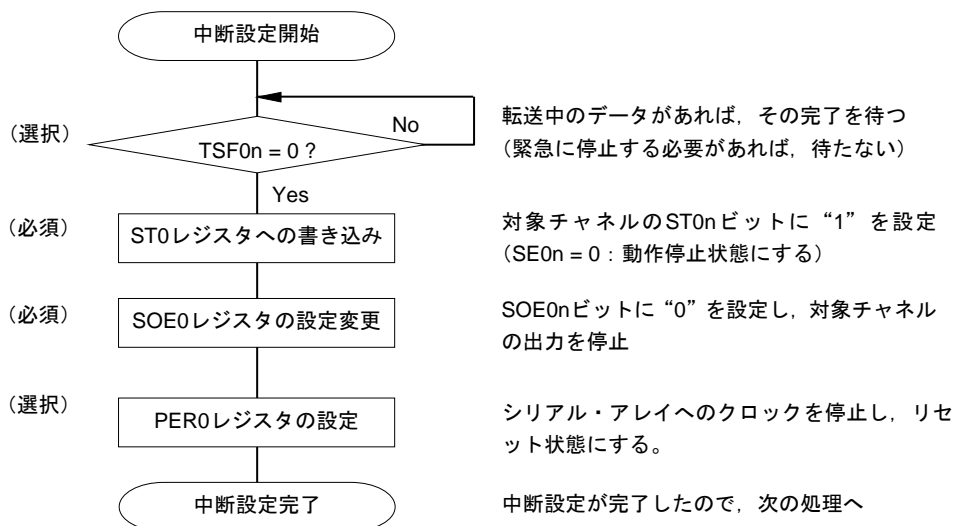 中断設定開始
（選択）
TSF0n = 0 ?
No
転送中のデータがあれば，その完了を待つ
（緊急に停止する必要があれば，待たない）
Yes
（必須）
ST0レジスタへの書き込み
対象チャネルのST0nビットに“1”を設定
（SE0n = 0：動作停止状態にする）
（必須）
SOE0レジスタの設定変更
SOE0nビットに“0”を設定し，対象チャネル
の出力を停止
（選択）
PER0レジスタの設定
シリアル・アレイへのクロックを停止し，リセ
ット状態にする。
中断設定完了
中断設定が完了したので，次の処理へ